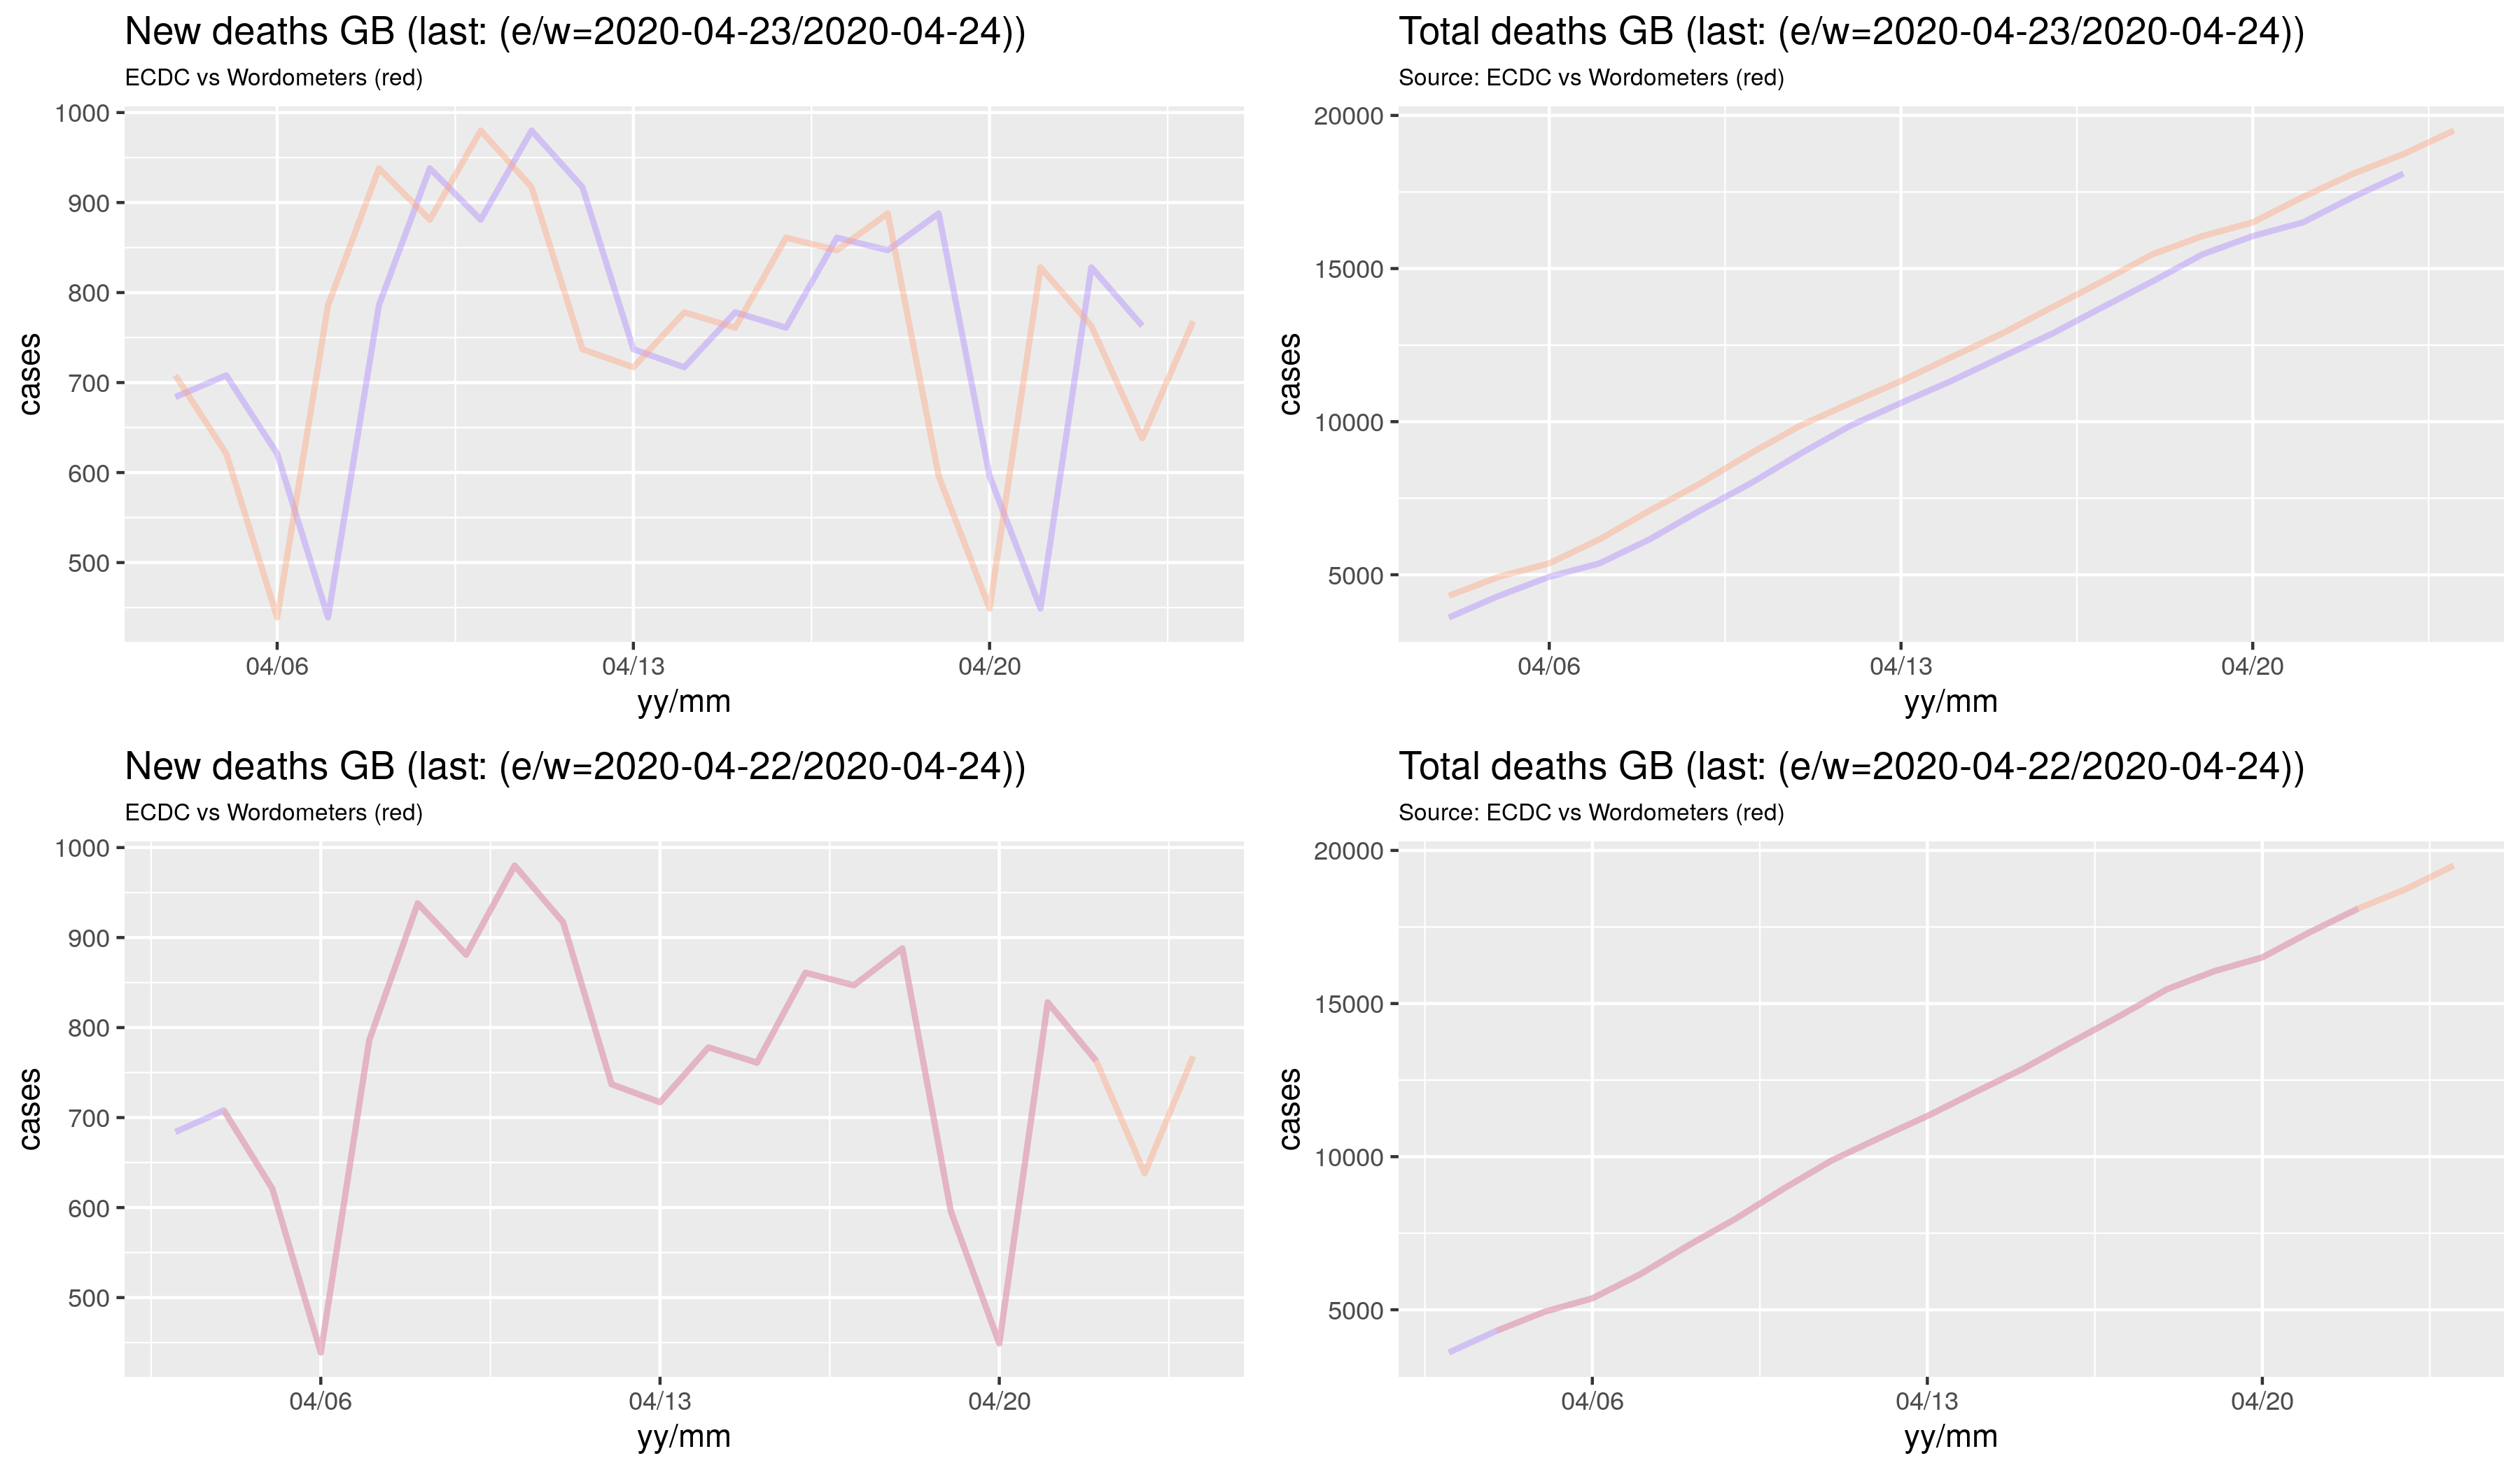 New deaths GB (last: (e/w=2020-04-23/2020-04-24))
ECDC vs Wordometers (red)
1000
900
800
700
600
500
cases
04/06 04/13 04/20
yy/mm
Total deaths GB (last: (e/w=2020-04-23/2020-04-24))
Source: ECDC vs Wordometers (red)
20000
15000
10000
5000
cases
04/06 04/13 04/20
yy/mm
New deaths GB (last: (e/w=2020-04-22/2020-04-24))
ECDC vs Wordometers (red)
1000
900
800
700
600
500
cases
04/06 04/13 04/20
yy/mm
Total deaths GB (last: (e/w=2020-04-22/2020-04-24))
Source: ECDC vs Wordometers (red)
20000
15000
10000
5000
cases
04/06 04/13 04/20
yy/mm